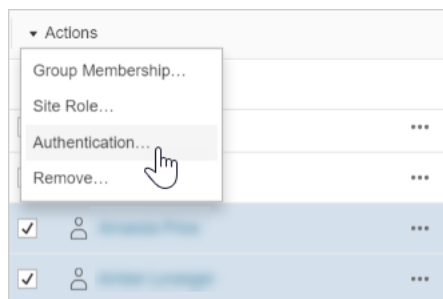 Actions
Group Membership...
Site Role...
Authentication...
Remove...